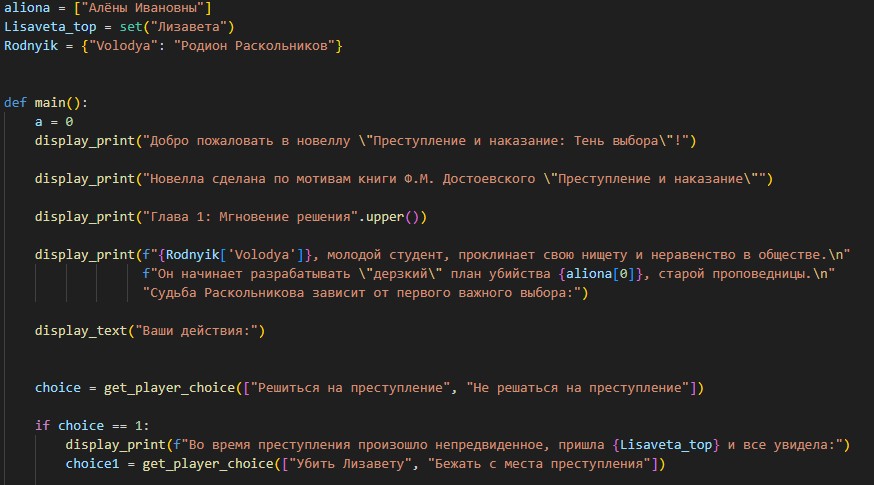 aliona = ["Алёны Ивановны"]
Lisaveta_top = set("Лизавета")
Rodnyik = {"Volodya": "Родион Раскольников"}
def main():
a = 0
display_print("Добро пожаловать в новеллу \"Преступление и наказание: Тень выбора\"!")
display_print("Новелла сделана по мотивам книги Ф.М. Достоевского \"Преступление и наказание\"")
display_print("Глава 1: Мгновение решения".upper())
display_print(f"{Rodnyik['Volodya']}, молодой студент, проклинает свою нищету и неравенство в обществе.\n"
f"Он начинает разрабатывать \"дерзкий\" план убийства {aliona[0]}, старой проповедницы.\n"
"Судьба Раскольникова зависит от первого важного выбора:")
display_text("Ваши действия:")
choice = get_player_choice(["Решиться на преступление", "Не решаться на преступление"])
if choice == 1:
display_print(f"Во время преступления произошло непредвиденное, пришла {Lisaveta_top} и все увидела:")
choice1 = get_player_choice(["Убить Лизавету", "Бежать с места преступления"])